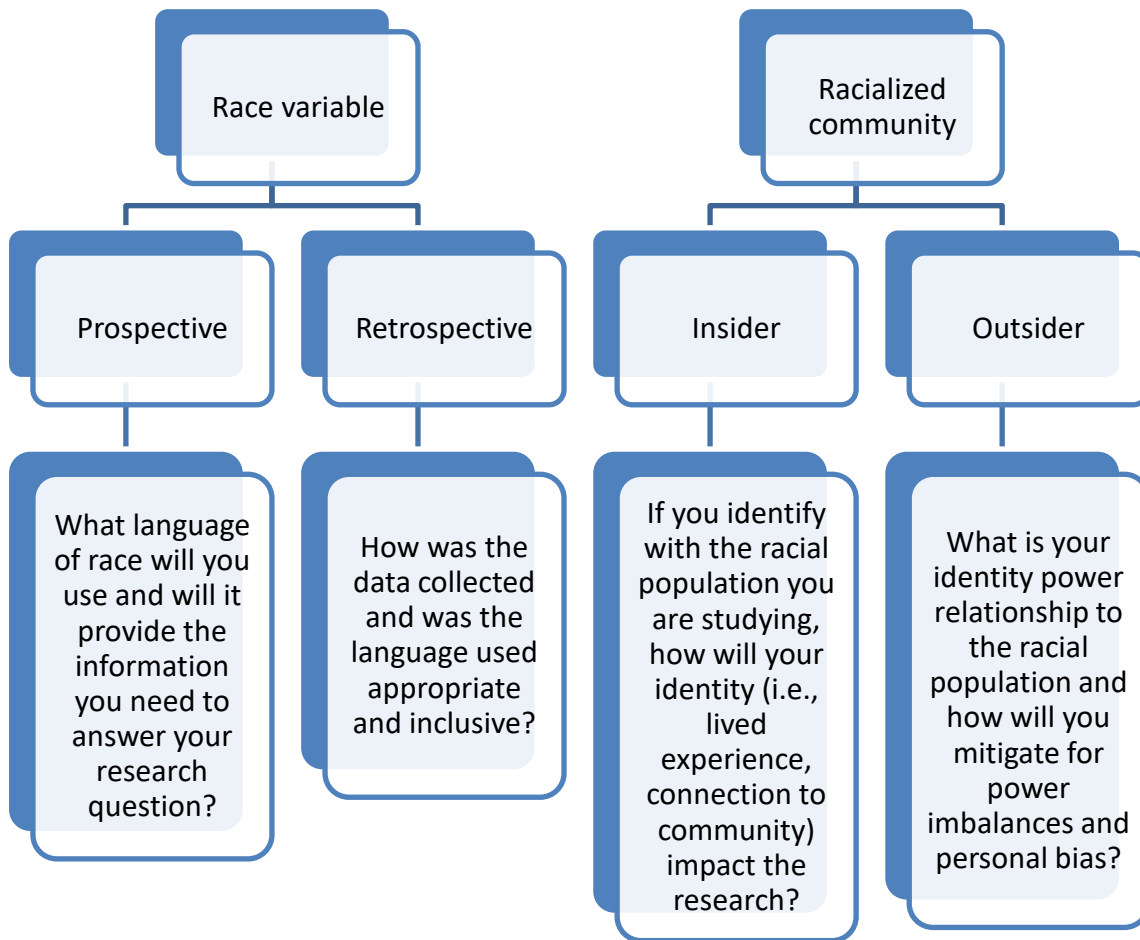 Race variable
Racialized
community
Prospective
Retrospective
Insider
Outsider
What language
of race will you
use and will it
provide the
information
you need to
answer your
research
question?
How was the
data collected
and was the
language used
appropriate
and inclusive?
If you identify
with the racial
population you
are studying,
how will your
identity (i.e.,
lived
experience,
connection to
community)
impact the
research?
What is your
identity power
relationship to
the racial
population and
how will you
mitigate for
power
imbalances and
personal bias?